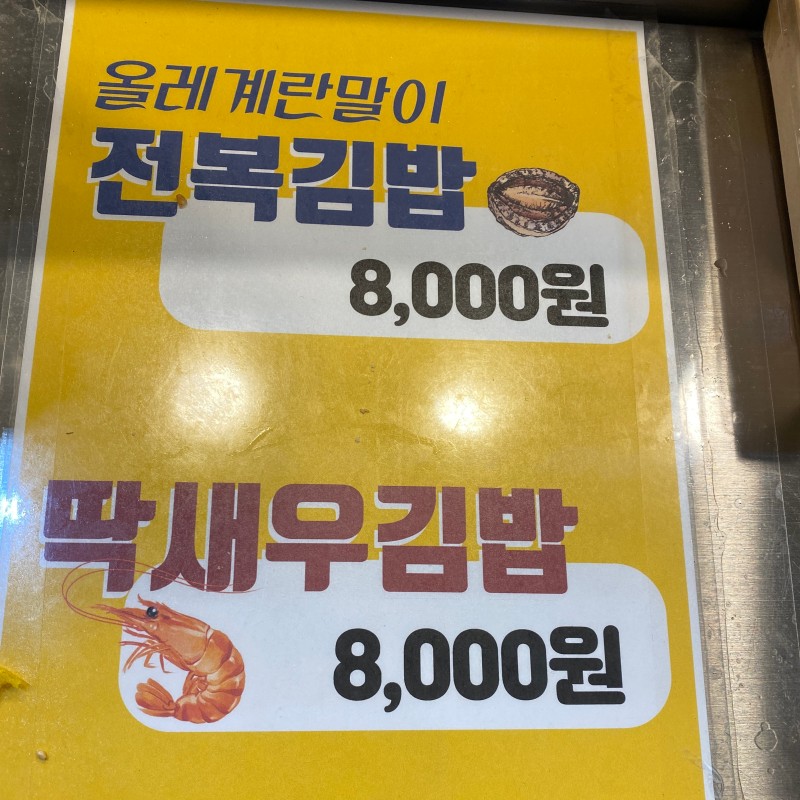 올레 계란말이
전복김밥
8,000원
딱새우김밥
8,000원